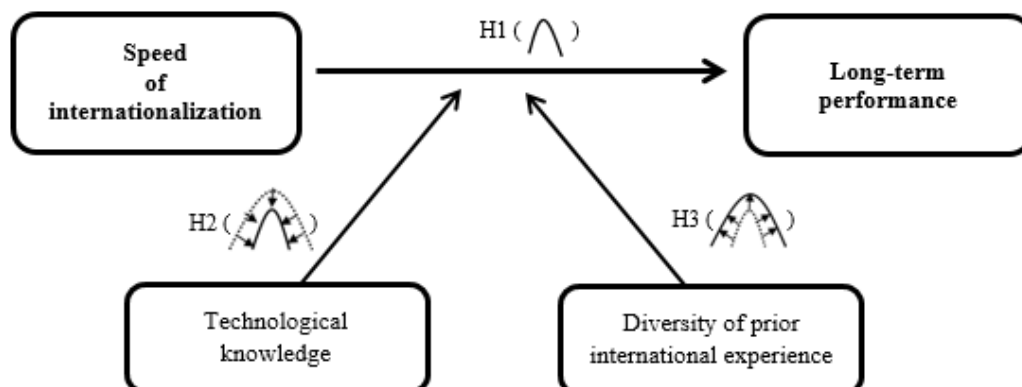 Speed
of
internationalization
H1 ( )
Long-term
performance
H2 ( )
H3 ( )
Technological
knowledge
Diversity of prior
international experience